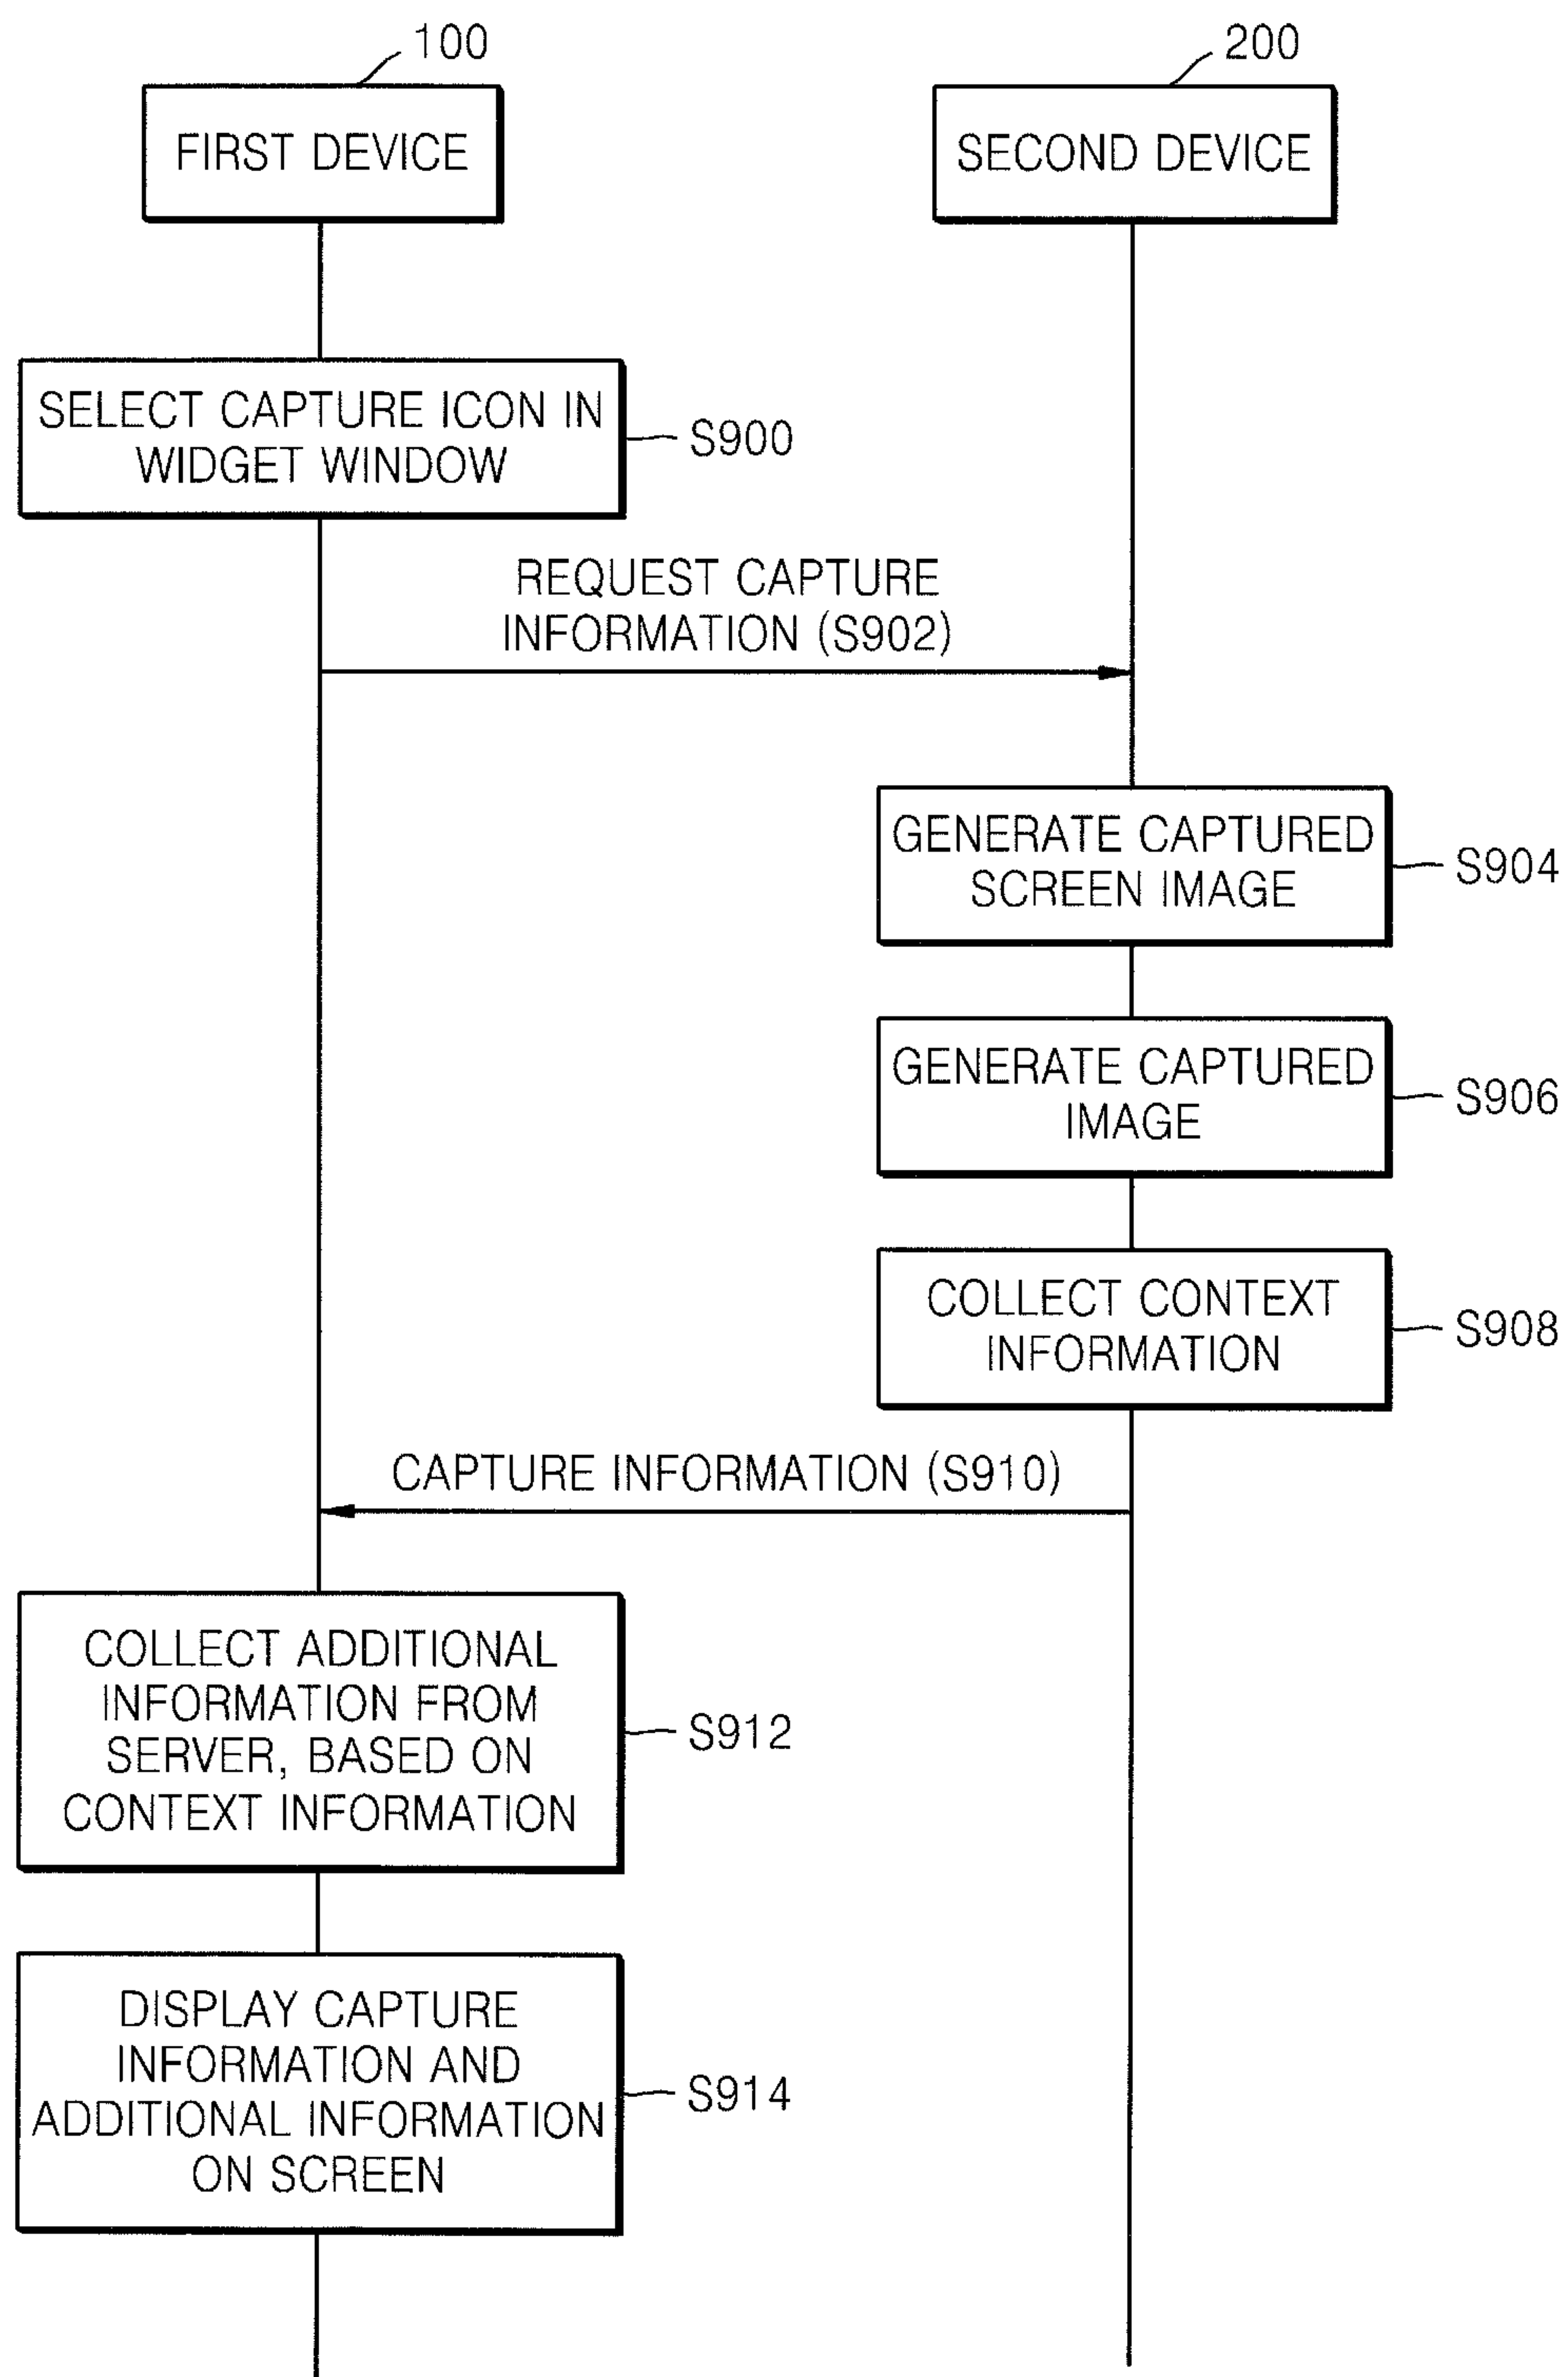 100
200
FIRST DEVICE
SECOND DEVICE
SELECT CAPTURE ICON IN
WIDGET WINDOW
S900
REQUEST CAPTURE
INFORMATION (S902)
GENERATE CAPTURED
SCREEN IMAGE
S904
GENERATE CAPTURED
IMAGE
S906
COLLECT CONTEXT
INFORMATION
S908
CAPTURE INFORMATION (S910)
COLLECT ADDITIONAL
INFORMATION FROM
SERVER, BASED ON
CONTEXT INFORMATION
S912
DISPLAY CAPTURE
INFORMATION AND
ADDITIONAL INFORMATION
ON SCREEN
S914